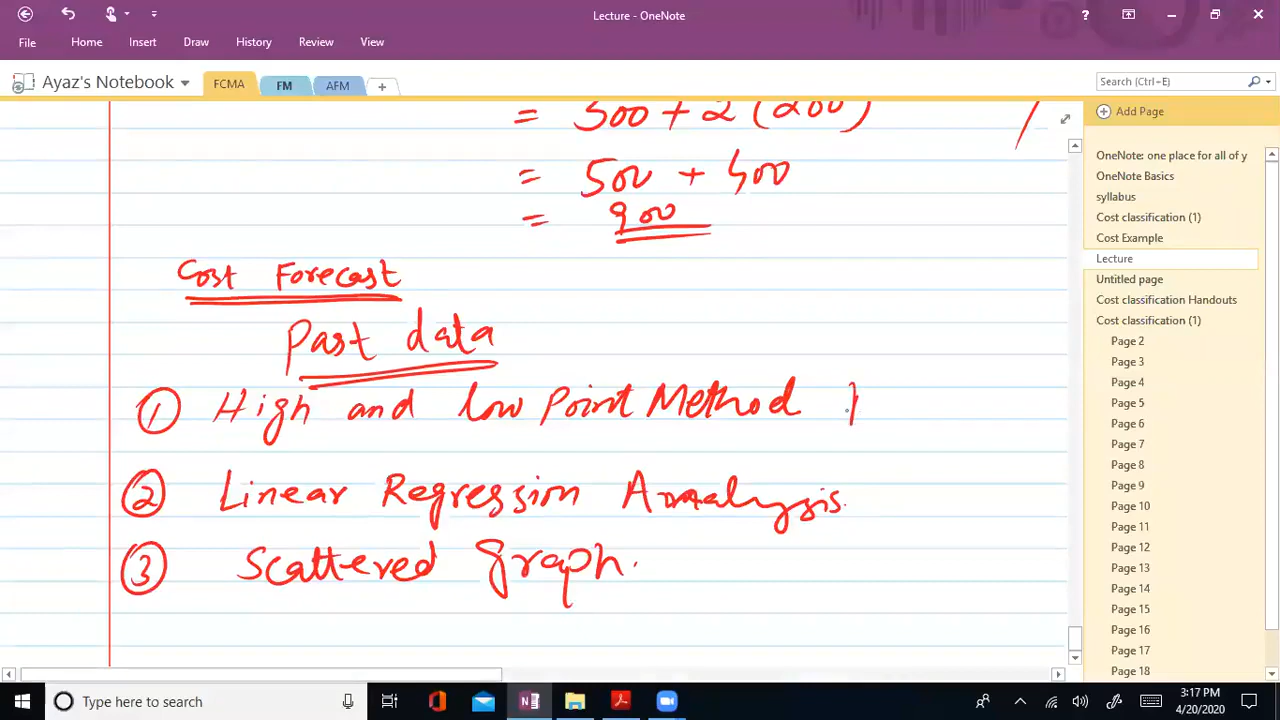 Lecture - OneNote
File Home Insert Draw History Review View
Ayaz's Notebook FCMA FM AFM
Search (Ctrl+E)
= 500 + 2 (200)
= 500 + 400
= 900
Cost Forecast
Past data
① High and low Point Method
② Linear Regression Analysis.
③ Scattered graph.
Add Page
OneNote: one place for all of y
OneNote Basics
syllabus
Cost classification (1)
Cost Example
Lecture
Untitled page
Cost classification Handouts
Cost classification (1)
Page 2
Page 3
Page 4
Page 5
Page 6
Page 7
Page 8
Page 9
Page 10
Page 11
Page 12
Page 13
Page 14
Page 15
Page 16
Page 17
Page 18
Type here to search
3:17 PM
4/20/2020